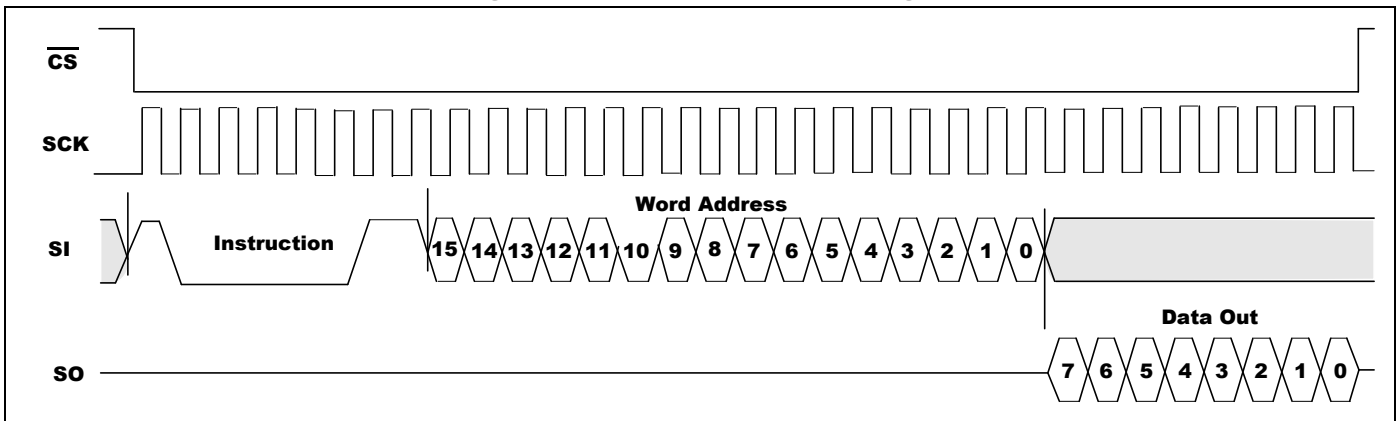 CS
SCK
Word Address
SI Instruction 15 14 13 12 11 10 9 8 7 6 5 4 3 2 1 0
Data Out
SO 7 6 5 4 3 2 1 0